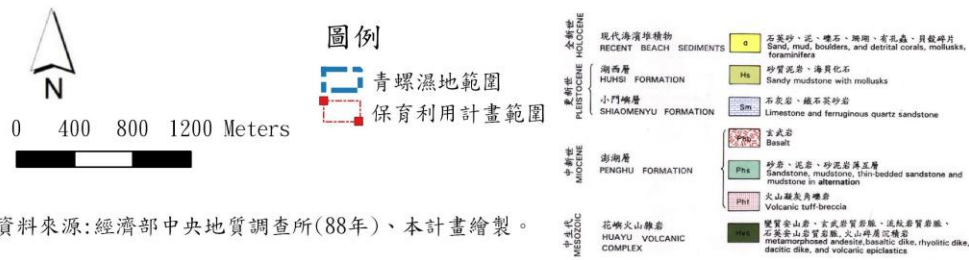 N
0 400 800 1200 Meters
圖例
青螺濕地範圍
保育利用計畫範圍
資料來源:經濟部中央地質調查所(88年)、本計畫繪製。
全新世
HOLOCENE
現代海濱堆積物
RECENT BEACH SEDIMENTS
a
石英砂、泥、礫石、珊瑚、有孔蟲、貝殼碎片
Sand, mud, boulders, and detrital corals, mollusks,
foraminifera
更新世
PLEISTOCENE
湖西層
HUHSI FORMATION
Hs
砂質泥岩、海貝化石
Sandy mudstone with mollusks
小門嶼層
SHIAOMENYU FORMATION
Sm
石灰岩、鐵石英砂岩
Limestone and ferruginous quartz sandstone
中新世
MIOCENE
澎湖層
PENGHU FORMATION
Phb
玄武岩
Basalt
Phs
砂岩、泥岩、砂泥岩薄互層
Sandstone, mudstone, thin-bedded sandstone and
mudstone in alternation
Pht
火山凝灰角礫岩
Volcanic tuff-breccia
中生代
MESOZOIC
花嶼火山雜岩
HUAYU VOLCANIC
COMPLEX
Hvc
變質安山岩、玄武岩質岩脈、流紋岩質岩脈、
石英安山岩質岩脈、火山碎屑沉積岩
metamorphosed andesite,basaltic dike, rhyolitic dike,
dacitic dike, and volcanic epiclastics